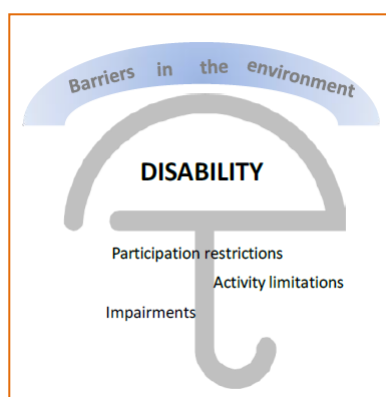 Barriers in the environment
DISABILITY
Participation restrictions
Activity limitations
Impairments